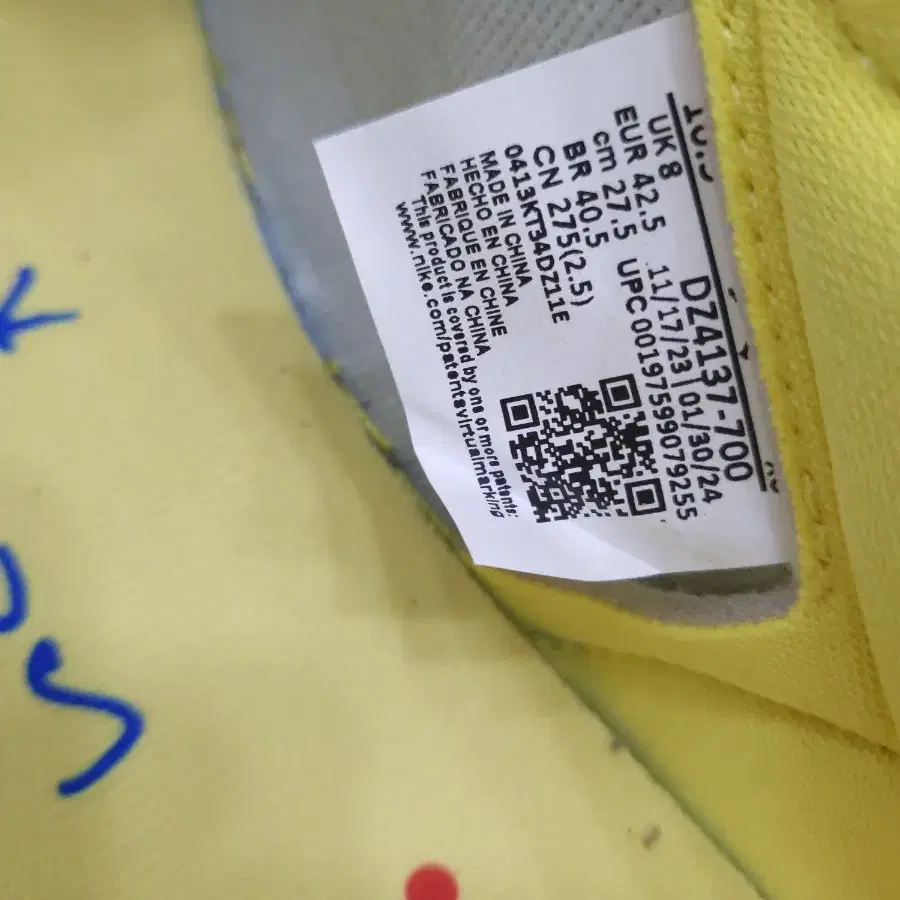 UK 8
EUR 42.5
cm 27.5
BR 40.5
CN 275(2.5)
DZ4137-700
11/17/23 | 01/30/24
UPC 00197599079255
0413KT34DZ11E
MADE IN CHINA
HECHO EN CHINA
FABRIQUE EN CHINE
FABRICADO NA CHINA
This product is covered by one or more patents:
www.nike.com/patentsvirtualmarking